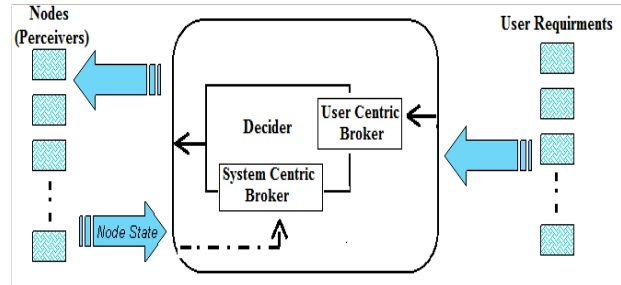 Nodes
(Perceivers)
User Requirments
User Centric
Broker
Decider
System Centric
Broker
Node State